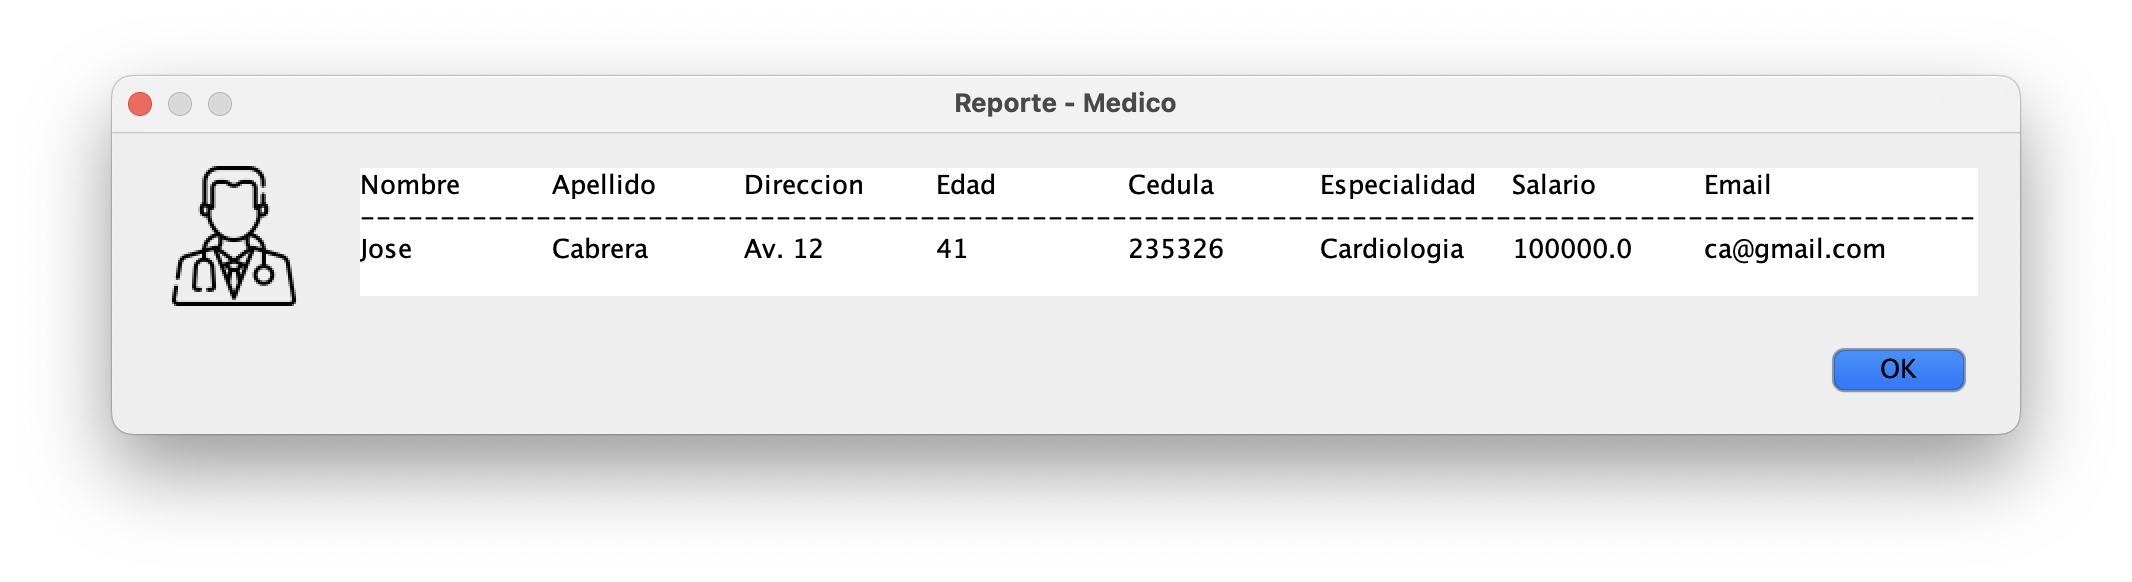 Reporte - Medico
Nombre Apellido Direccion Edad Cedula Especialidad Salario Email
-----------------------------------------------------------------------------------------------------
Jose Cabrera Av. 12 41 235326 Cardiologia 100000.0 ca@gmail.com
OK